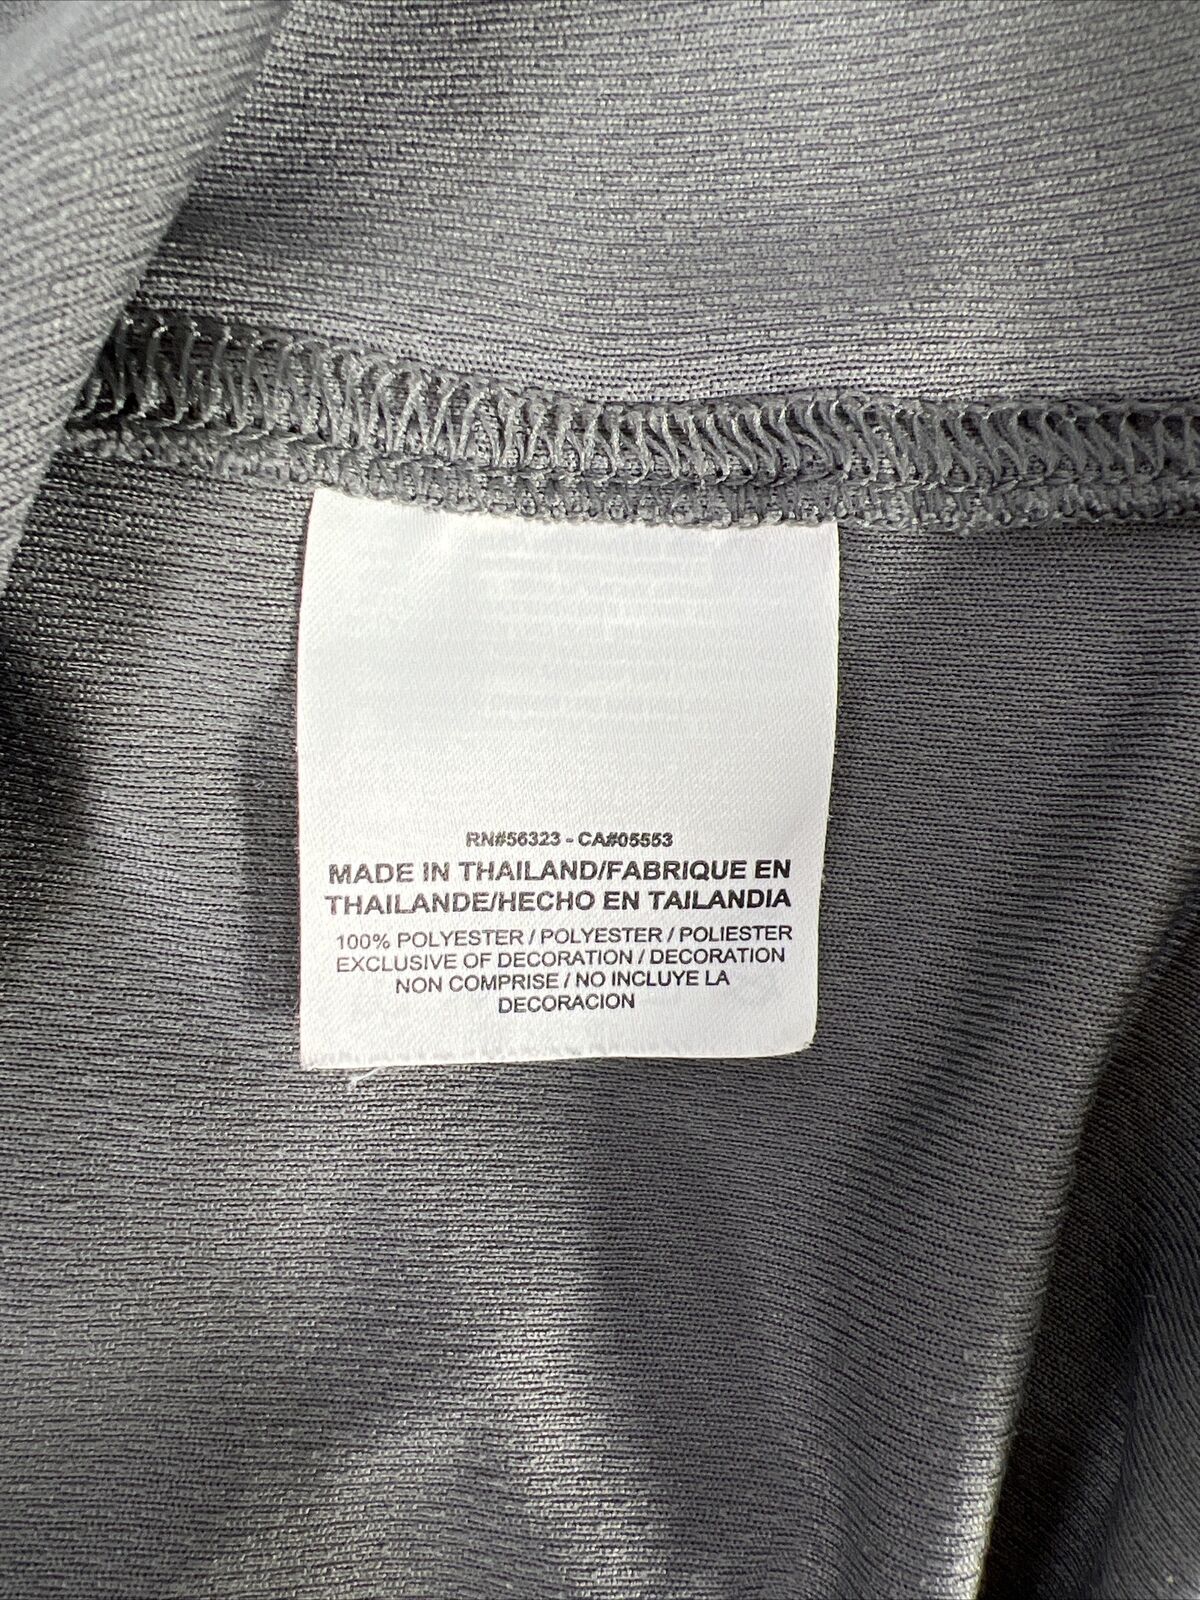 RN#56323 - CA#05553
MADE IN THAILAND/FABRIQUE EN
THAILANDE/HECHO EN TAILANDIA
100% POLYESTER / POLYESTER / POLIESTER
EXCLUSIVE OF DECORATION / DECORATION
NON COMPRISE / NO INCLUYE LA
DECORACION